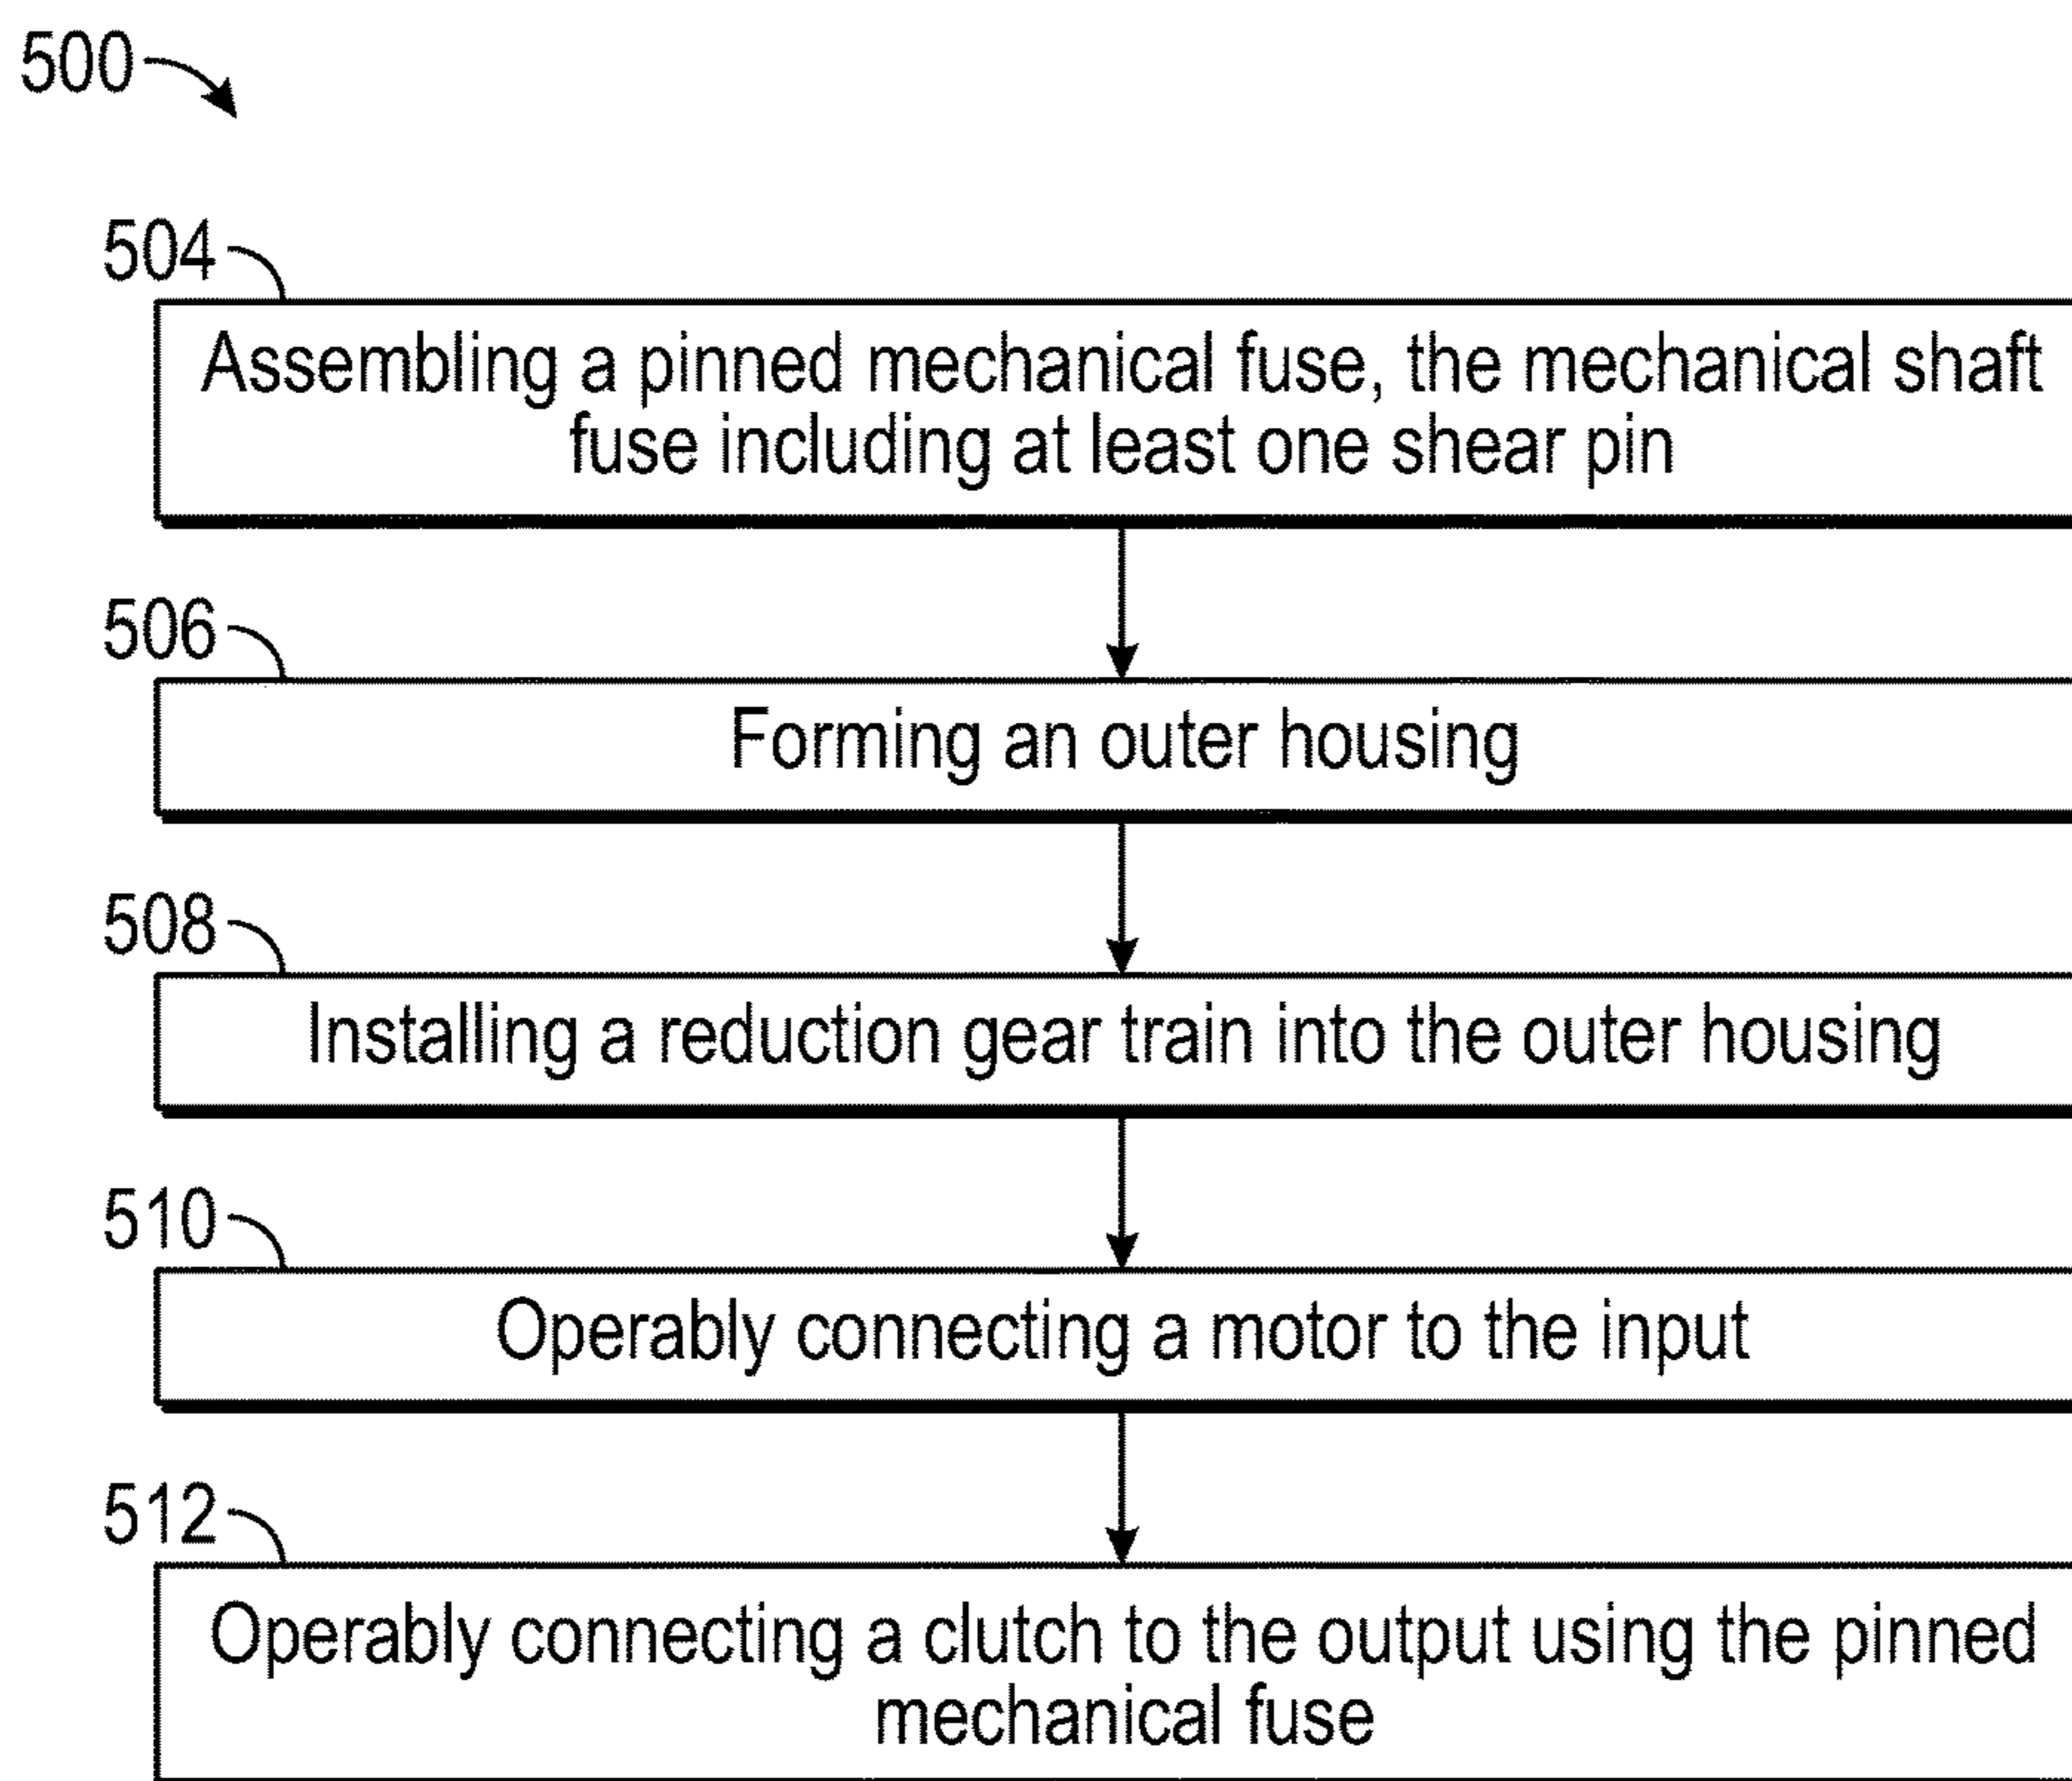 500
504
Assembling a pinned mechanical fuse, the mechanical shaft
fuse including at least one shear pin
506
Forming an outer housing
508
Installing a reduction gear train into the outer housing
510
Operably connecting a motor to the input
512
Operably connecting a clutch to the output using the pinned
mechanical fuse